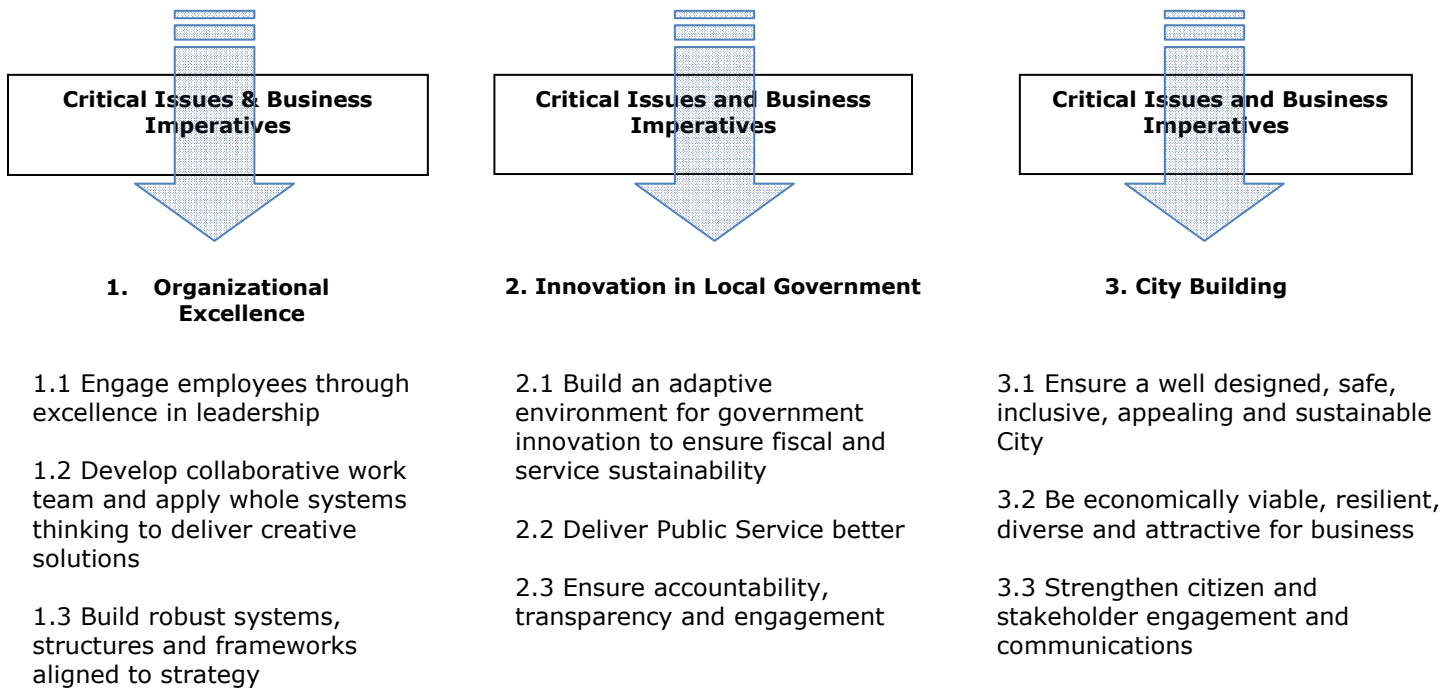 Critical Issues & Business
Imperatives
Critical Issues and Business
Imperatives
Critical Issues and Business
Imperatives
1. Organizational
Excellence
1.1 Engage employees through
excellence in leadership
1.2 Develop collaborative work
team and apply whole systems
thinking to deliver creative
solutions
1.3 Build robust systems,
structures and frameworks
aligned to strategy
2. Innovation in Local Government
2.1 Build an adaptive
environment for government
innovation to ensure fiscal and
service sustainability
2.2 Deliver Public Service better
2.3 Ensure accountability,
transparency and engagement
3. City Building
3.1 Ensure a well designed, safe,
inclusive, appealing and sustainable
City
3.2 Be economically viable, resilient,
diverse and attractive for business
3.3 Strengthen citizen and
stakeholder engagement and
communications